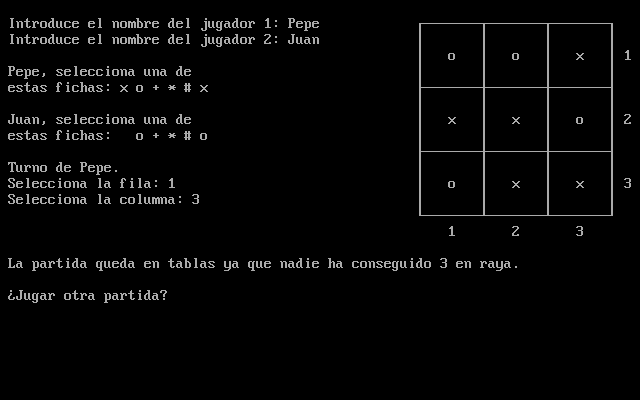 Introduce el nombre del jugador 1: Pepe
Introduce el nombre del jugador 2: Juan
Pepe, selecciona una de
estas fichas: x o + * # x
Juan, selecciona una de
estas fichas:   o + * # o
Turno de Pepe.
Selecciona la fila: 1
Selecciona la columna: 3
o o x 1
x x o 2
o x x 3
1 2 3
La partida queda en tablas ya que nadie ha conseguido 3 en raya.
¿Jugar otra partida?